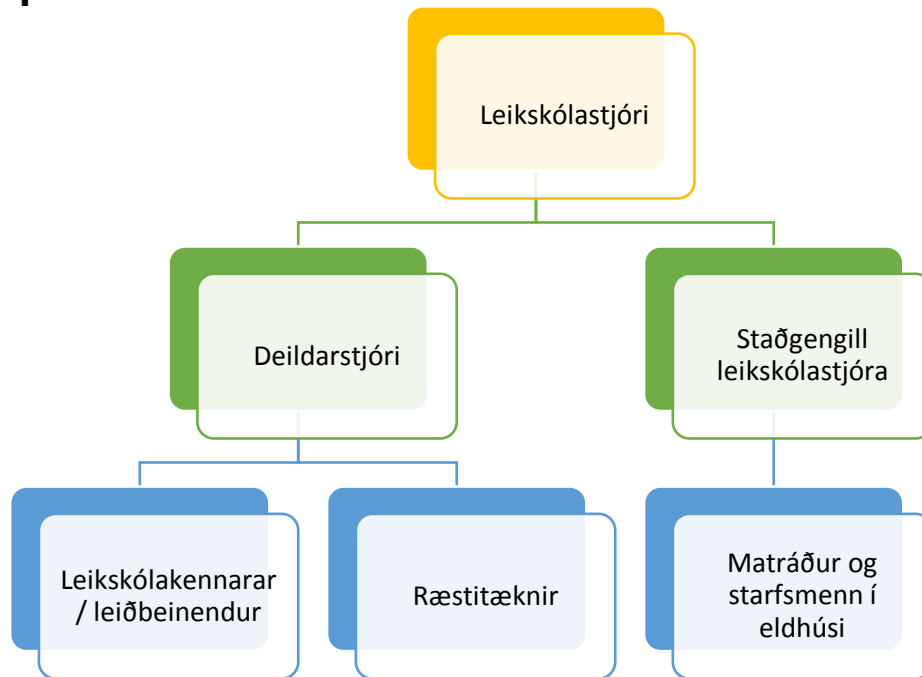 Leikskólastjóri
Deildarstjóri
Staðgengill
leikskólastjóra
Leikskólakennarar
/ leiðbeinendur
Ræstitæknir
Matráður og
starfsmenn í
eldhúsi